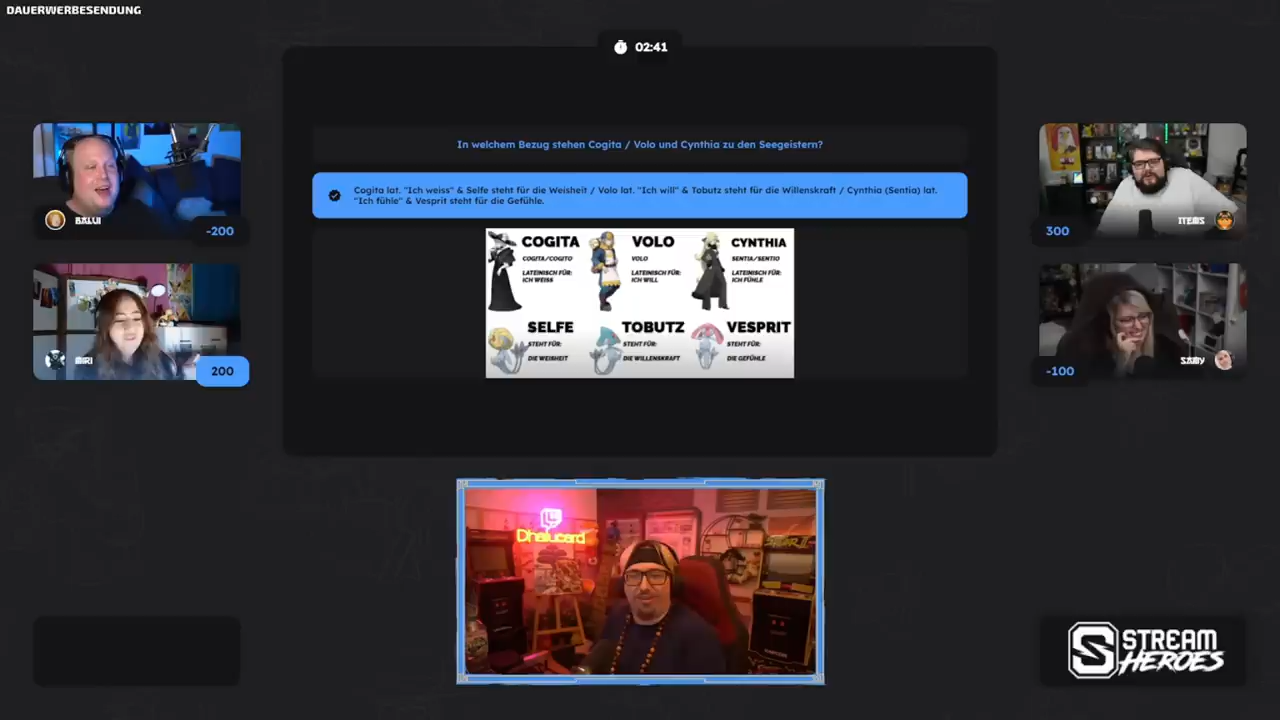 DAUERWERBESENDUNG
02:41
In welchem Bezug stehen Cogita / Volo und Cynthia zu den Seegeistern?
Cogita lat. "Ich weiss" & Selfe steht für die Weisheit / Volo lat. "Ich will" & Tobutz steht für die Willenskraft / Cynthia (Sentia) lat.
"Ich fühle" & Vesprit steht für die Gefühle.
COGITA
COGITA/COGITO
LATEINISCH FÜR:
ICH WEISS
VOLO
VOLO
LATEINISCH FÜR:
ICH WILL
CYNTHIA
SENTIA/SENTIO
LATEINISCH FÜR:
ICH FÜHLE
SELFE
STEHT FÜR:
DIE WEISHEIT
TOBUTZ
STEHT FÜR:
DIE WILLENSKRAFT
VESPRIT
STEHT FÜR:
DIE GEFÜHLE
BALUI
-200
MIRI
200
ITEMS
300
-100
Dhalucard
STREAM
HEROES